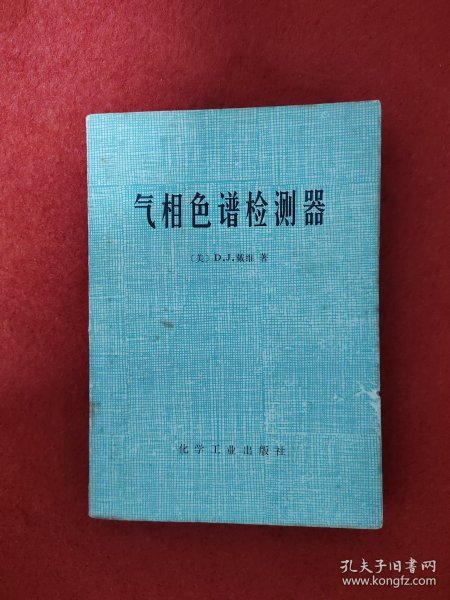 气相色谱检测器
〔美〕D.J.戴维 著
化学工业出版社
孔夫子旧书网
www.kongfz.com